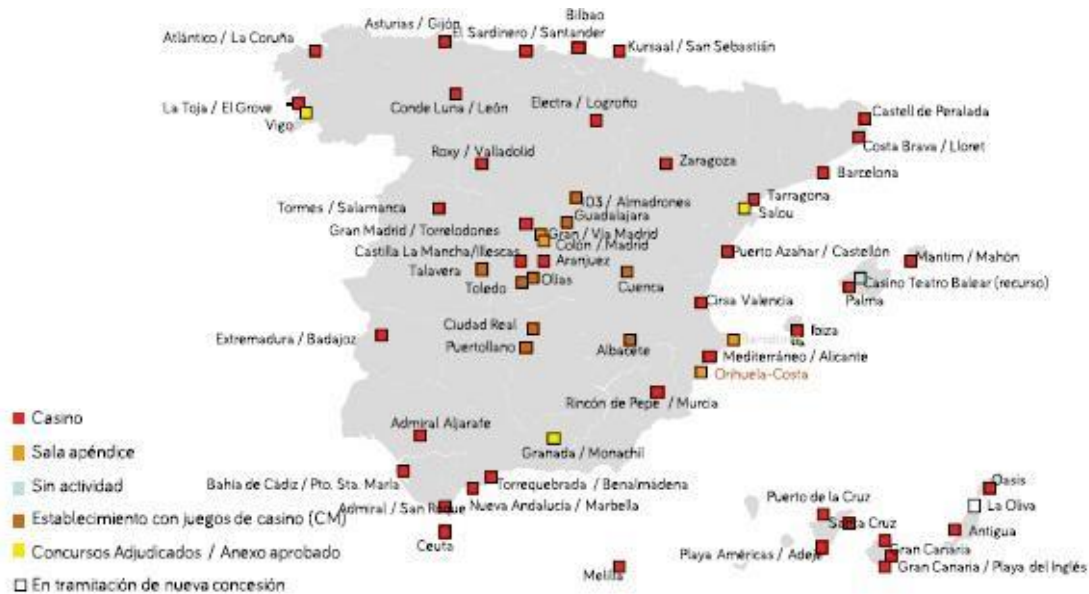 Bilbao
Asturias / Gijón
El Sardinero / Santander
Atlántico / La Coruña
Kursaal / San Sebastián
La Toja / El Grove
Vigo
Conde Luna / León
Electra / Logroño
Castell de Peralada
Costa Brava / Lloret
Roxy / Valladolid
Zaragoza
Barcelona
Tarragona
Salou
Tormes / Salamanca
103 / Almadrones
Guadalajara
Gran Madrid / Torrelodones
Gran / Vía Madrid
Colón / Madrid
Castilla La Mancha/Illescas
Aranjuez
Puerto Azahar / Castellón
Maritim / Mahón
Talavera
Olías
Toledo
Cuenca
Casino Teatro Balear (recurso)
Palma
Cirsa Valencia
Extremadura / Badajoz
Ciudad Real
Puertollano
Albacete
Ibiza
Mediterráneo / Alicante
Orihuela-Costa
Rincón de Pepe / Murcia
Casino
Admiral Aljarafe
Sala apéndice
Granada / Monachil
Sin actividad
Bahía de Cádiz / Pto. Sta. María
Torrequebrada / Benalmádena
Establecimiento con juegos de casino (CM)
Admiral / San Roque
Nueva Andalucía / Marbella
Ceuta
Concursos Adjudicados / Anexo aprobado
En tramitación de nueva concesión
Melilla
Oasis
Puerto de la Cruz
La Oliva
Santa Cruz
Antigua
Playa Américas / Adeje
Gran Canaria
Gran Canaria / Playa del Inglés